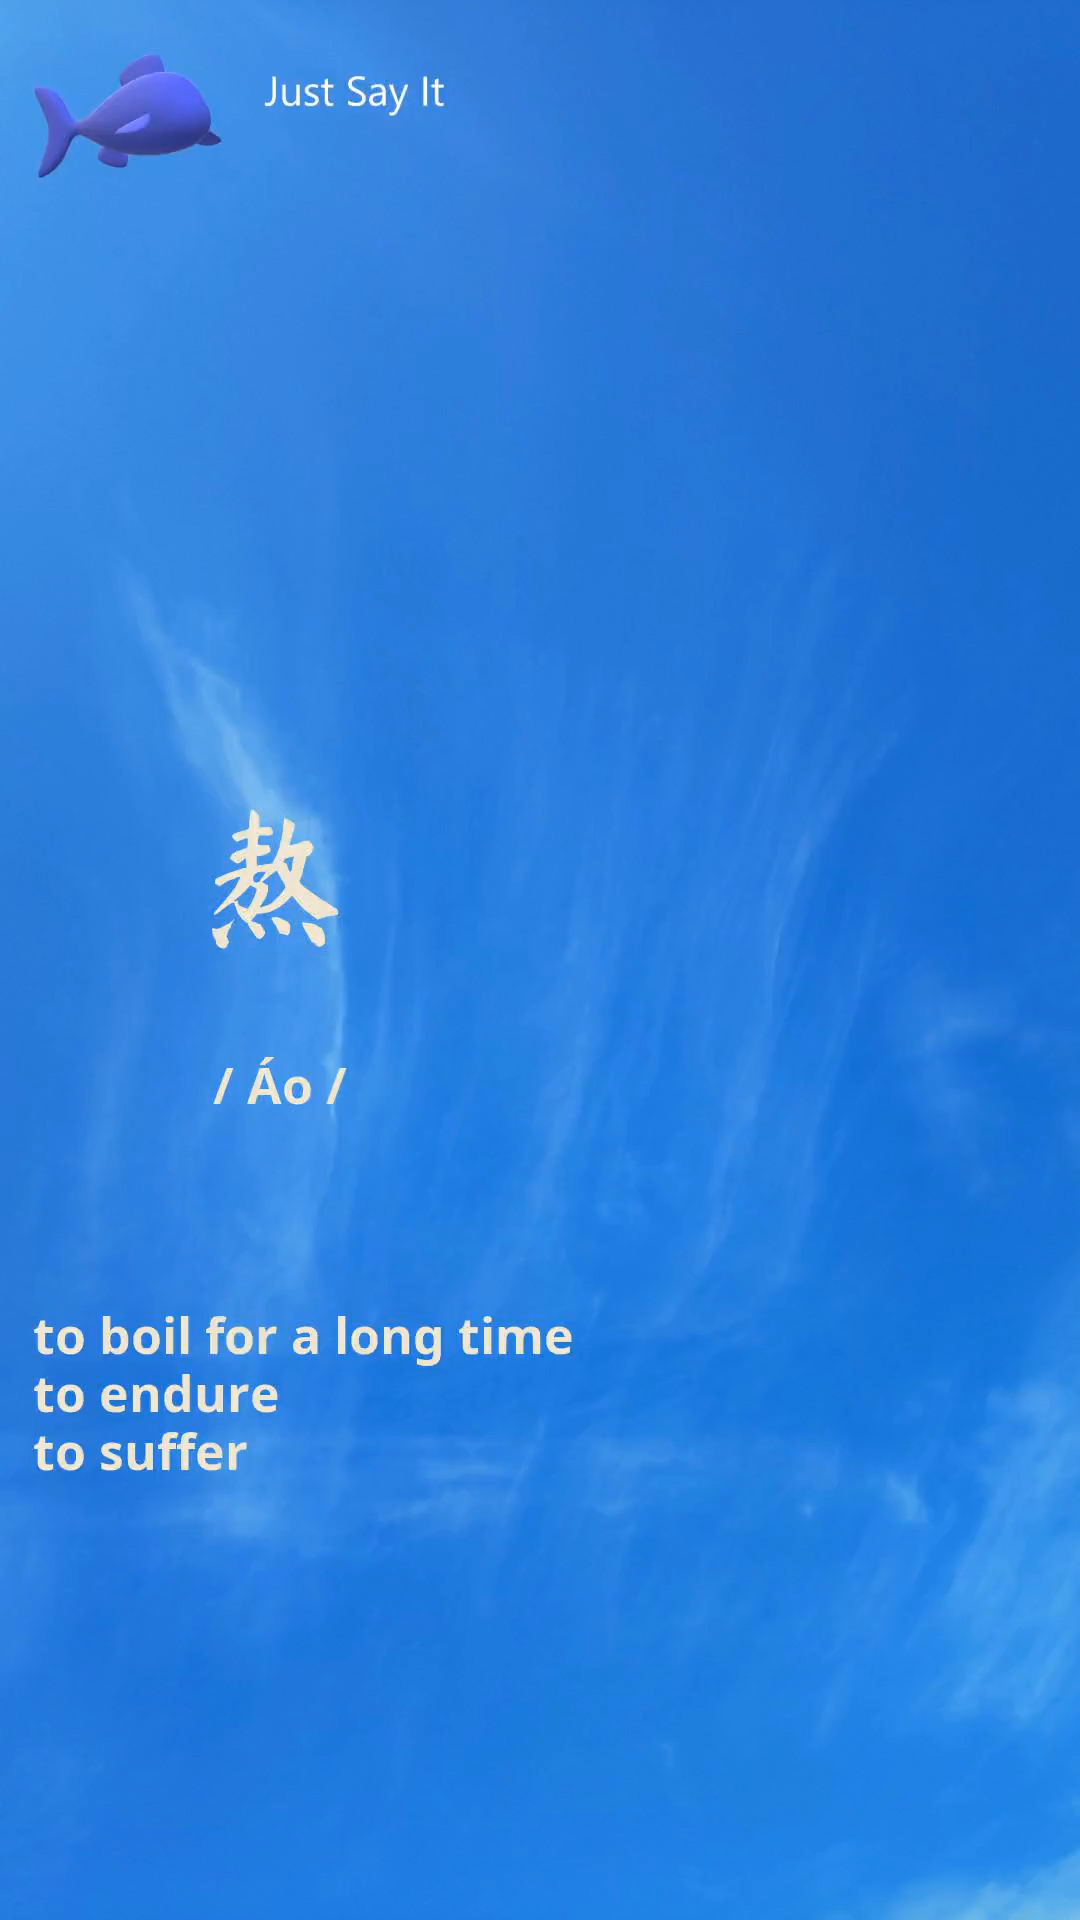 Just Say It
熬
/ Áo /
to boil for a long time
to endure
to suffer